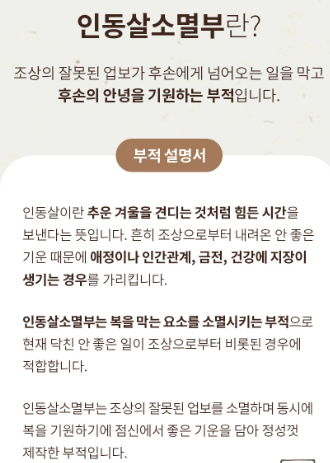 인동살소멸부란?
조상의 잘못된 업보가 후손에게 넘어오는 일을 막고
후손의 안녕을 기원하는 부적입니다.
부적 설명서
인동살이란 추운 겨울을 견디는 것처럼 힘든 시간을
보낸다는 뜻입니다. 흔히 조상으로부터 내려온 안 좋은
기운 때문에 애정이나 인간관계, 금전, 건강에 지장이
생기는 경우를 가리킵니다.
인동살소멸부는 복을 막는 요소를 소멸시키는 부적으로
현재 닥친 안 좋은 일이 조상으로부터 비롯된 경우에
적합합니다.
인동살소멸부는 조상의 잘못된 업보를 소멸하며 동시에
복을 기원하기에 점신에서 좋은 기운을 담아 정성껏
제작한 부적입니다.